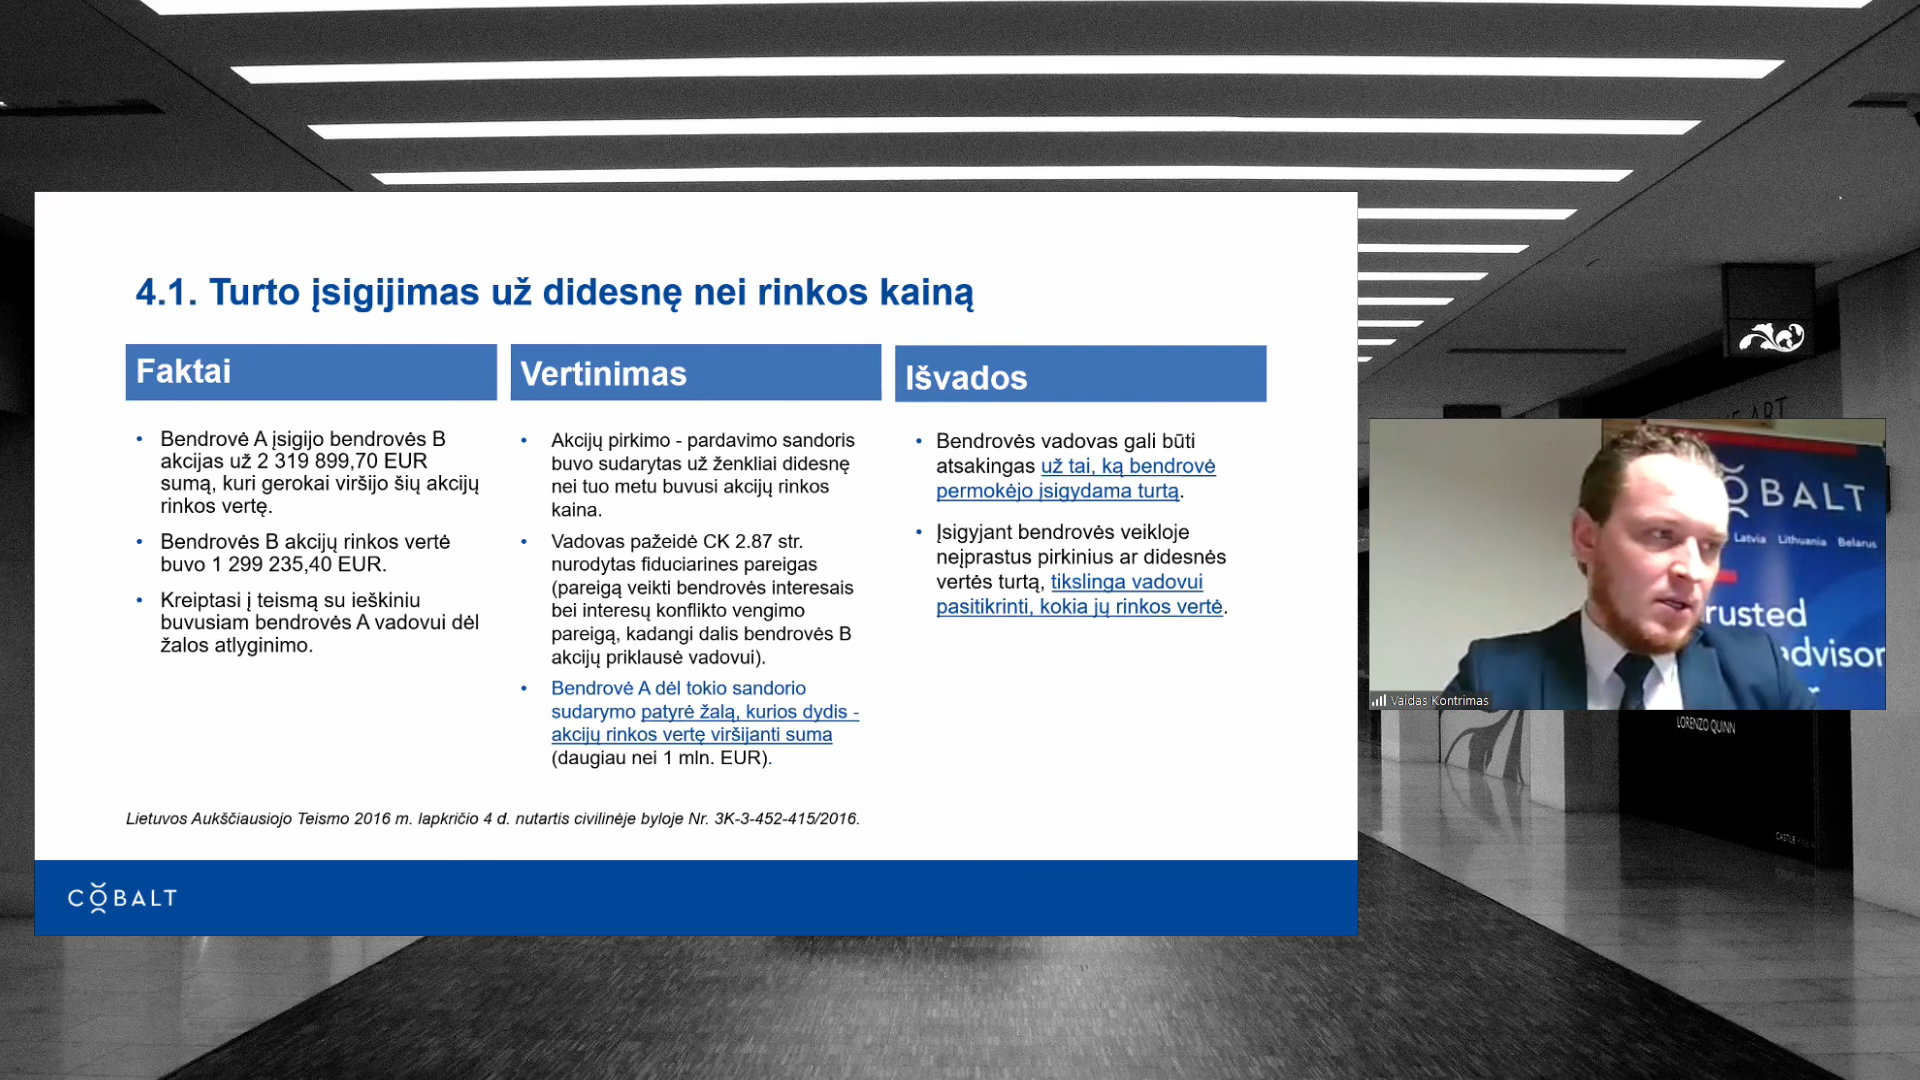 4.1. Turto įsigijimas už didesnę nei rinkos kainą
Faktai
Bendrovė A įsigijo bendrovės B
akcijas už 2 319 899,70 EUR
sumą, kuri gerokai viršijo šių akcijų
rinkos vertę.
Bendrovės B akcijų rinkos vertė
buvo 1 299 235,40 EUR.
Kreiptasi į teismą su ieškiniu
buvusiam bendrovės A vadovui dėl
žalos atlyginimo.
Vertinimas
Akcijų pirkimo - pardavimo sandoris
buvo sudarytas už ženkliai didesnę
nei tuo metu buvusi akcijų rinkos
kaina.
Vadovas pažeidė CK 2.87 str.
nurodytas fiduciarines pareigas
(pareigą veikti bendrovės interesais
bei interesų konflikto vengimo
pareigą, kadangi dalis bendrovės B
akcijų priklausė vadovui).
Bendrovė A dėl tokio sandorio
sudarymo patyrė žalą, kurios dydis -
akcijų rinkos vertę viršijanti suma
(daugiau nei 1 mln. EUR).
Išvados
Bendrovės vadovas gali būti
atsakingas už tai, ką bendrovė
permokėjo įsigydama turtą.
Įsigyjant bendrovės veikloje
neįprastus pirkinius ar didesnės
vertės turtą, tikslinga vadovui
pasitikrinti, kokia jų rinkos vertė.
Lietuvos Aukščiausiojo Teismo 2016 m. lapkričio 4 d. nutartis civilinėje byloje Nr. 3K-3-452-415/2016.
COBALT
OBALT
Latvia Lithuania Belarus
rusted
advisor
Vaidas Kontrimas
LORENZO QUINN